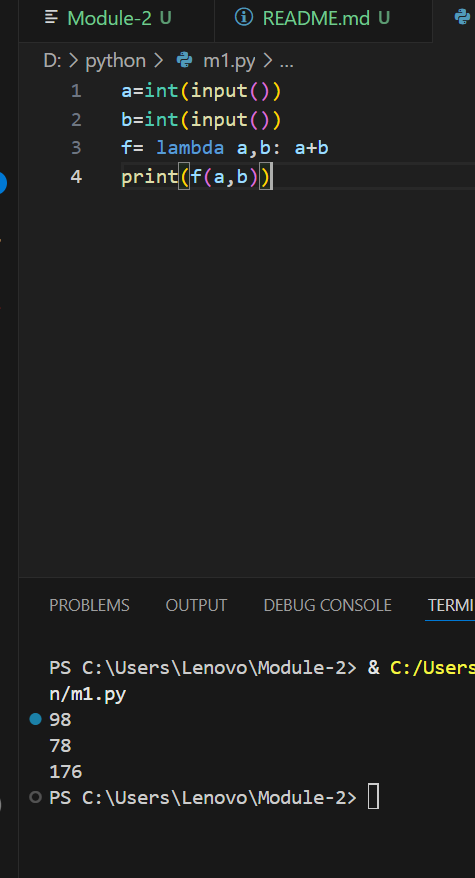 Module-2 U README.md U
D: > python > m1.py > ...
1 a=int(input())
2 b=int(input())
3 f= lambda a,b: a+b
4 print(f(a,b))
PROBLEMS OUTPUT DEBUG CONSOLE TERMI
PS C:\Users\Lenovo\Module-2> & C:/Users
n/m1.py
98
78
176
PS C:\Users\Lenovo\Module-2>